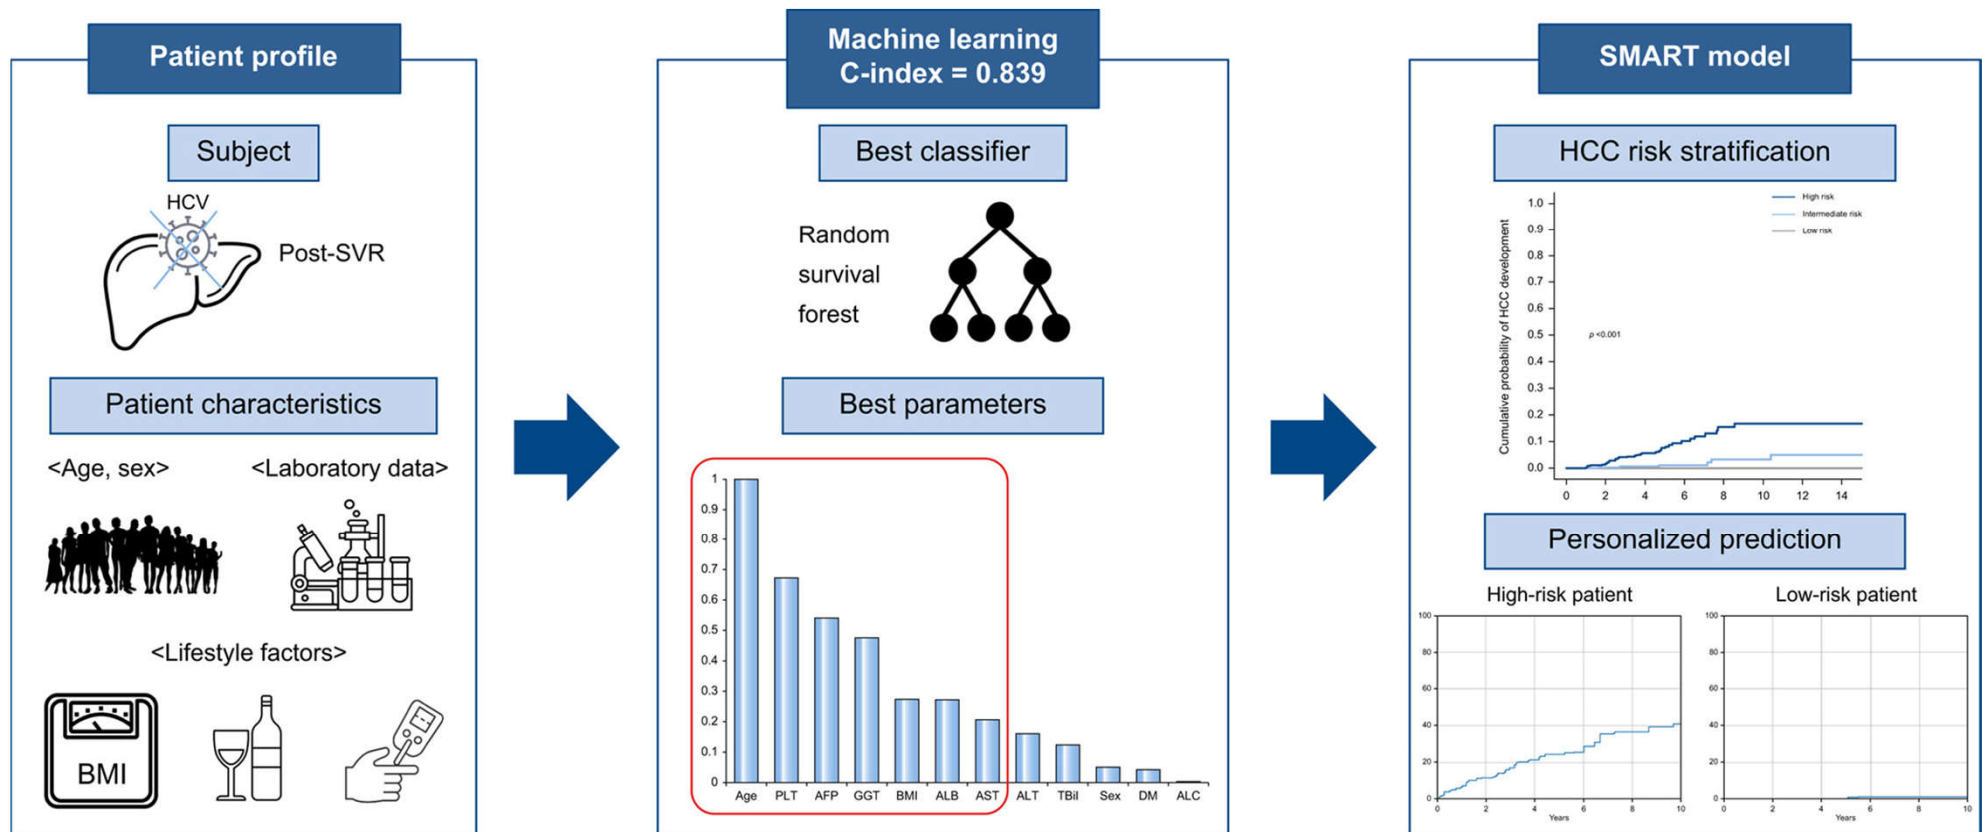 Patient profile
Subject
HCV
Post-SVR
Patient characteristics
<Age, sex>
<Laboratory data>
<Lifestyle factors>
BMI
Machine learning
C-index = 0.839
Best classifier
Random
survival
forest
Best parameters
1
0.9
0.8
0.7
0.6
0.5
0.4
0.3
0.2
0.1
0
Age PLT AFP GGT BMI ALB AST ALT TBil Sex DM ALC
SMART model
HCC risk stratification
Cumulative probability of HCC development
1.0
0.9
0.8
0.7
0.6
0.5
0.4
0.3
0.2
0.1
0.0
High risk
Intermediate risk
Low risk
p <0.001
0 2 4 6 8 10 12 14
Personalized prediction
High-risk patient
100
80
60
40
20
0
0 2 4 6 8 10
Years
Low-risk patient
100
80
60
40
20
0
0 2 4 6 8 10
Years